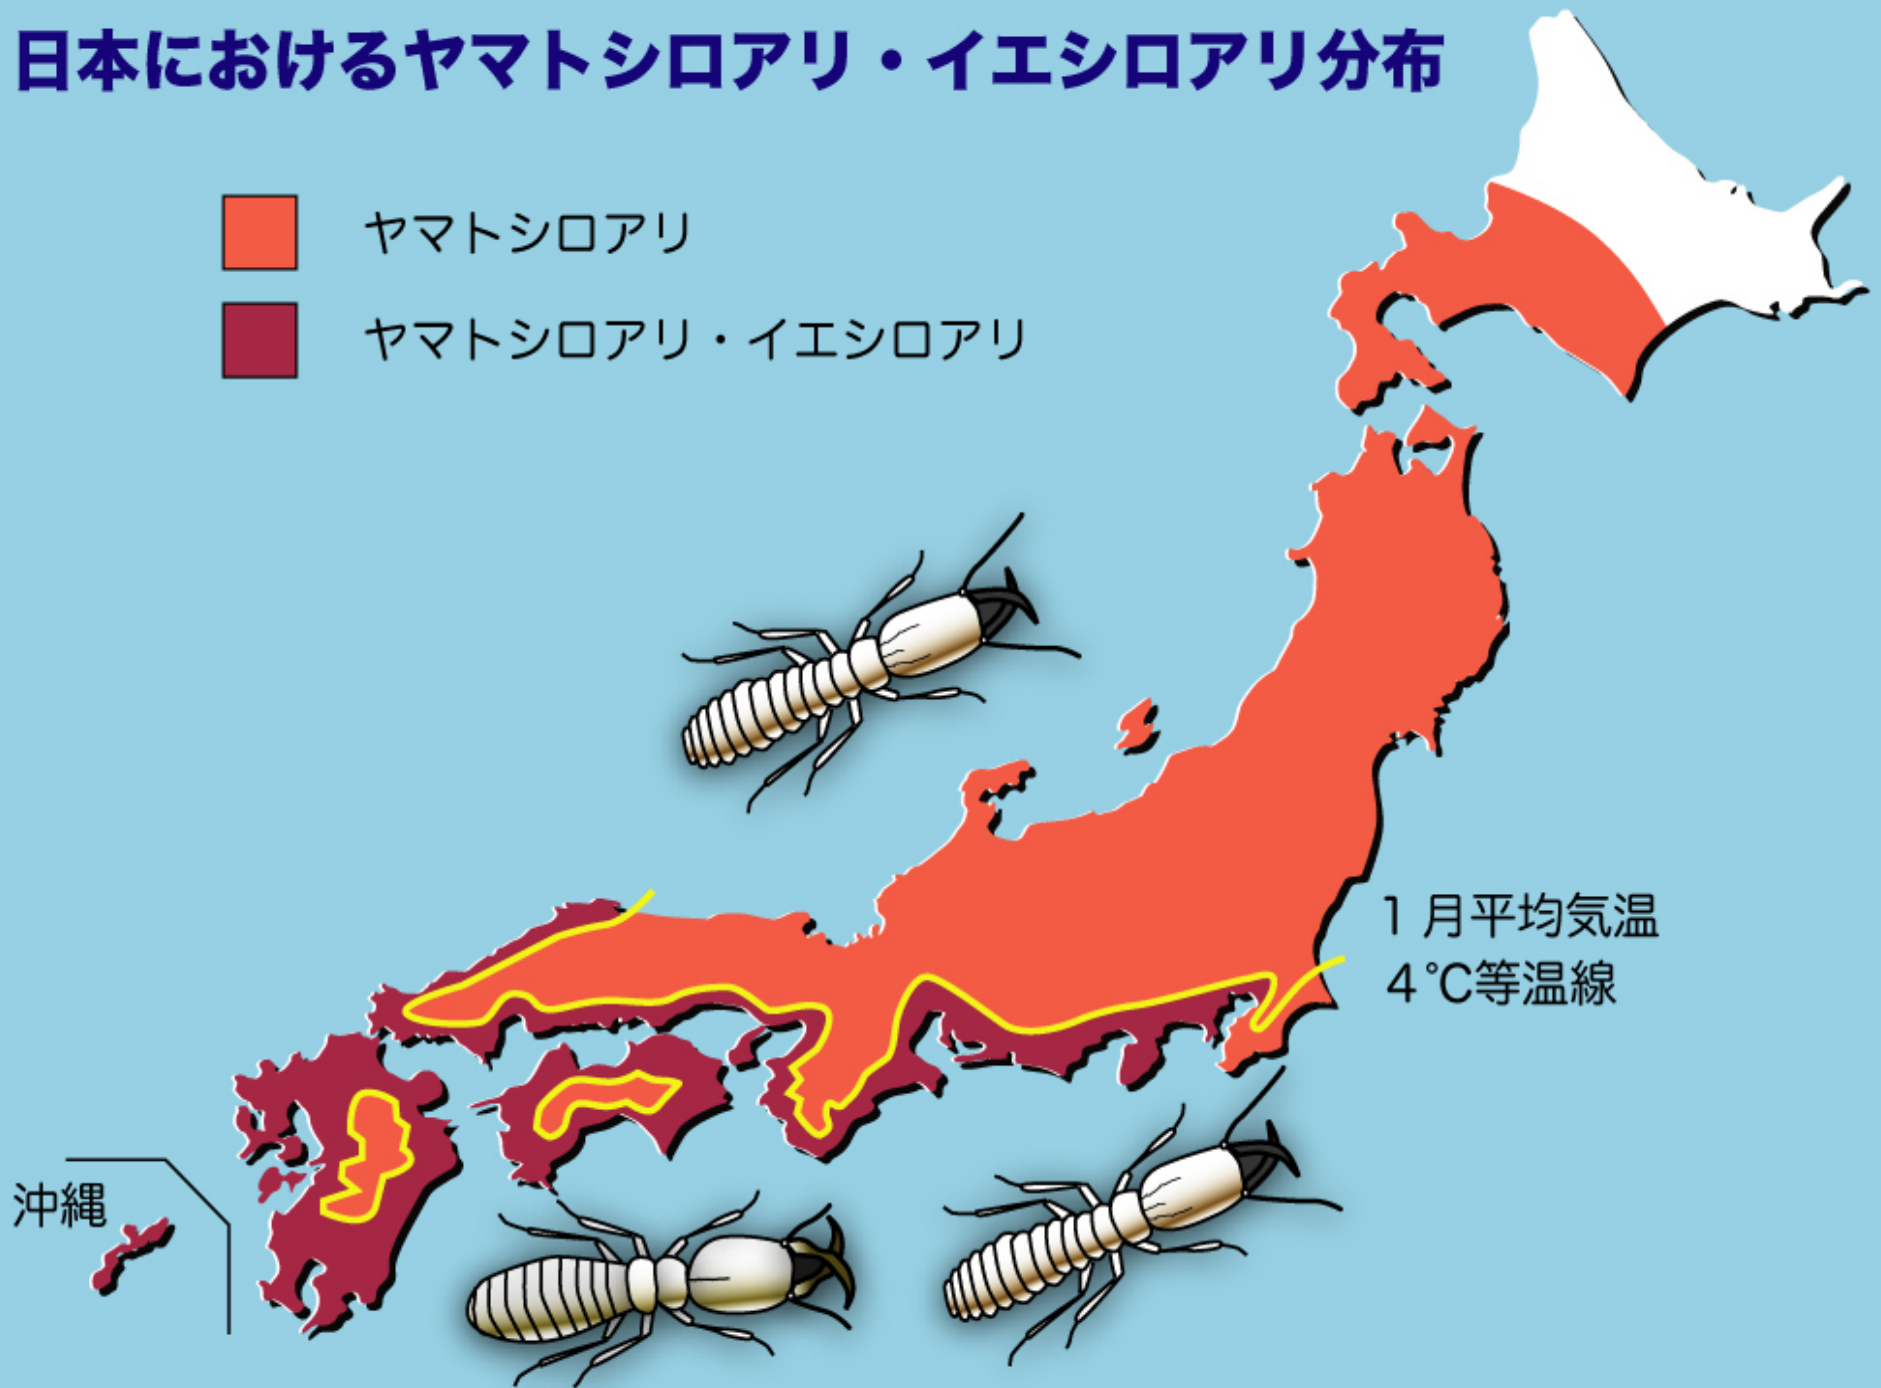 日本におけるヤマトシロアリ・イエシロアリ分布
ヤマトシロアリ
ヤマトシロアリ・イエシロアリ
1月平均気温
4℃等温線
沖縄